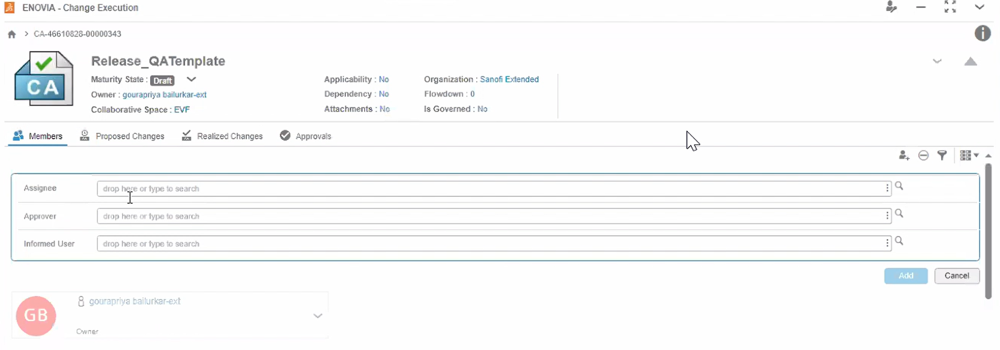 ENOVIA - Change Execution
CA-46610828-00000343
CA
Release_QATemplate
Maturity State : Draft
Owner : gourapriya bailurkar-ext
Collaborative Space : EVF
Applicability : No
Dependency : No
Attachments : No
Organization : Sanofi Extended
Flowdown : 0
Is Governed : No
Members Proposed Changes Realized Changes Approvals
Assignee drop here or type to search
Approver drop here or type to search
Informed User drop here or type to search
Add Cancel
GB
gourapriya bailurkar-ext
Owner